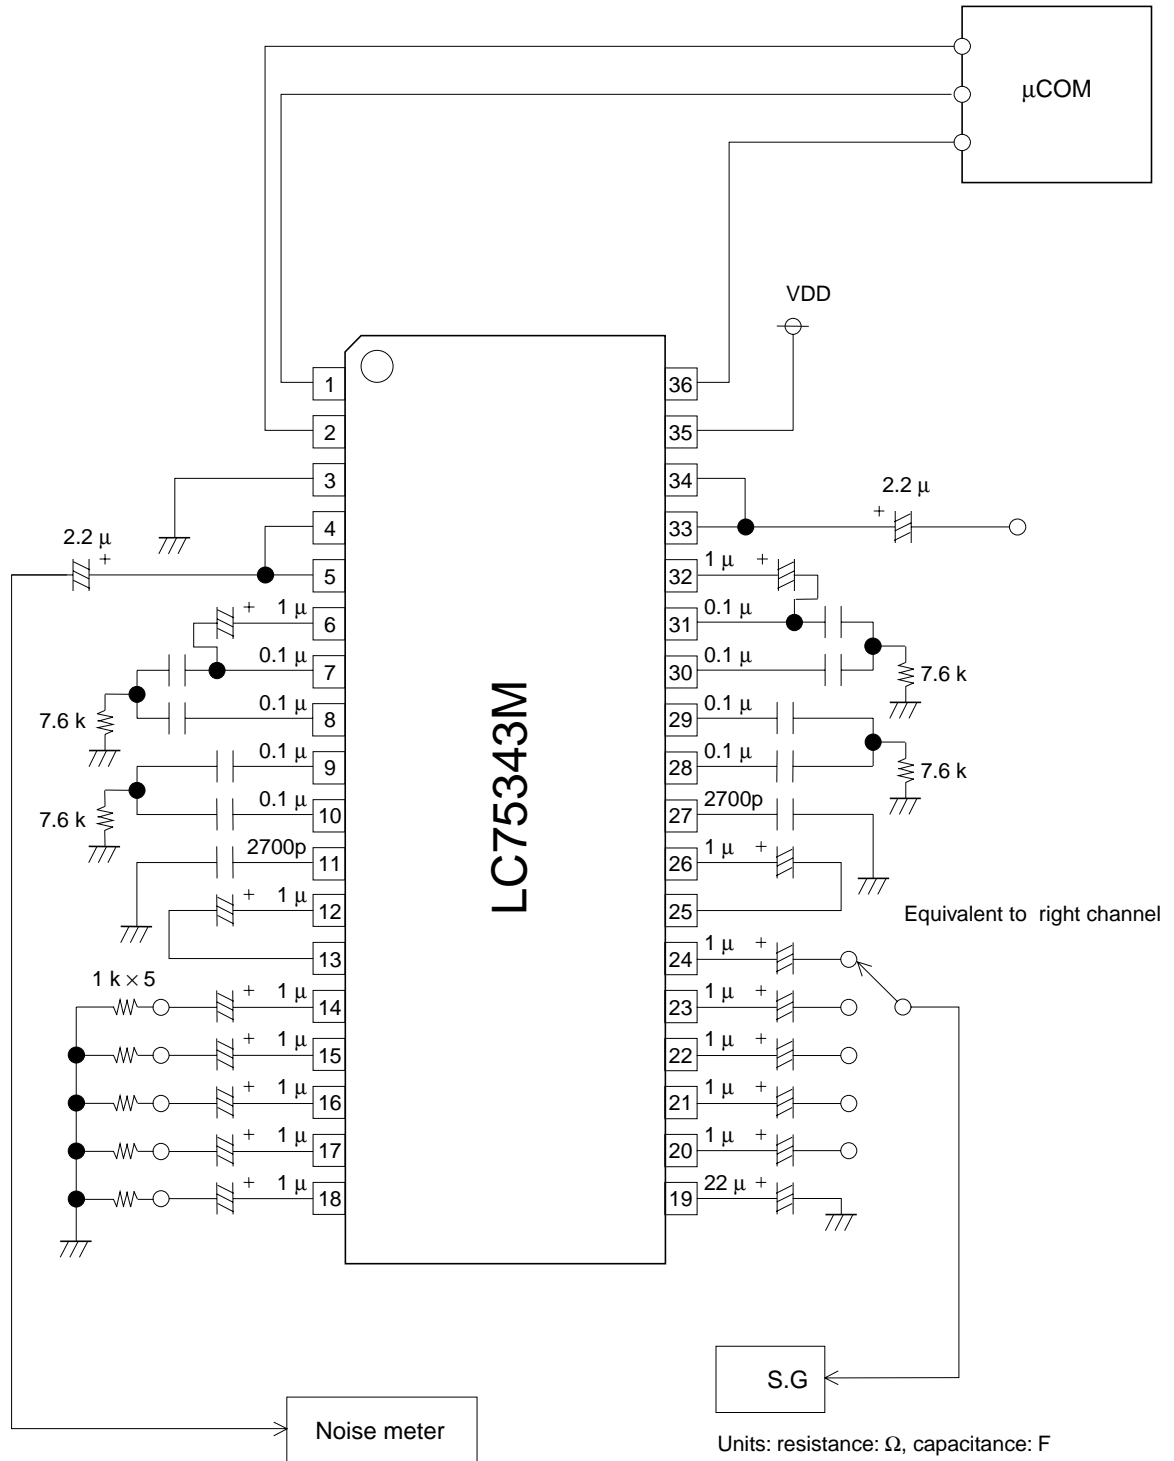 μCOM
VDD
1
36
2
35
3
34
2.2 μ
+
4
33
2.2 μ
+
5
1 μ
+
32
+
1 μ
6
0.1 μ
31
0.1 μ
7
0.1 μ
30
7.6 k
7.6 k
0.1 μ
8
0.1 μ
29
0.1 μ
9
0.1 μ
28
7.6 k
7.6 k
0.1 μ
10
2700p
27
2700p
11
1 μ
+
26
+
1 μ
12
25
Equivalent to right channel
LC75343M
13
1 μ
+
24
1 k × 5
+
1 μ
14
1 μ
+
23
+
1 μ
15
1 μ
+
22
+
1 μ
16
1 μ
+
21
+
1 μ
17
1 μ
+
20
+
1 μ
18
22 μ
+
19
S.G
Noise meter
Units: resistance: Ω, capacitance: F